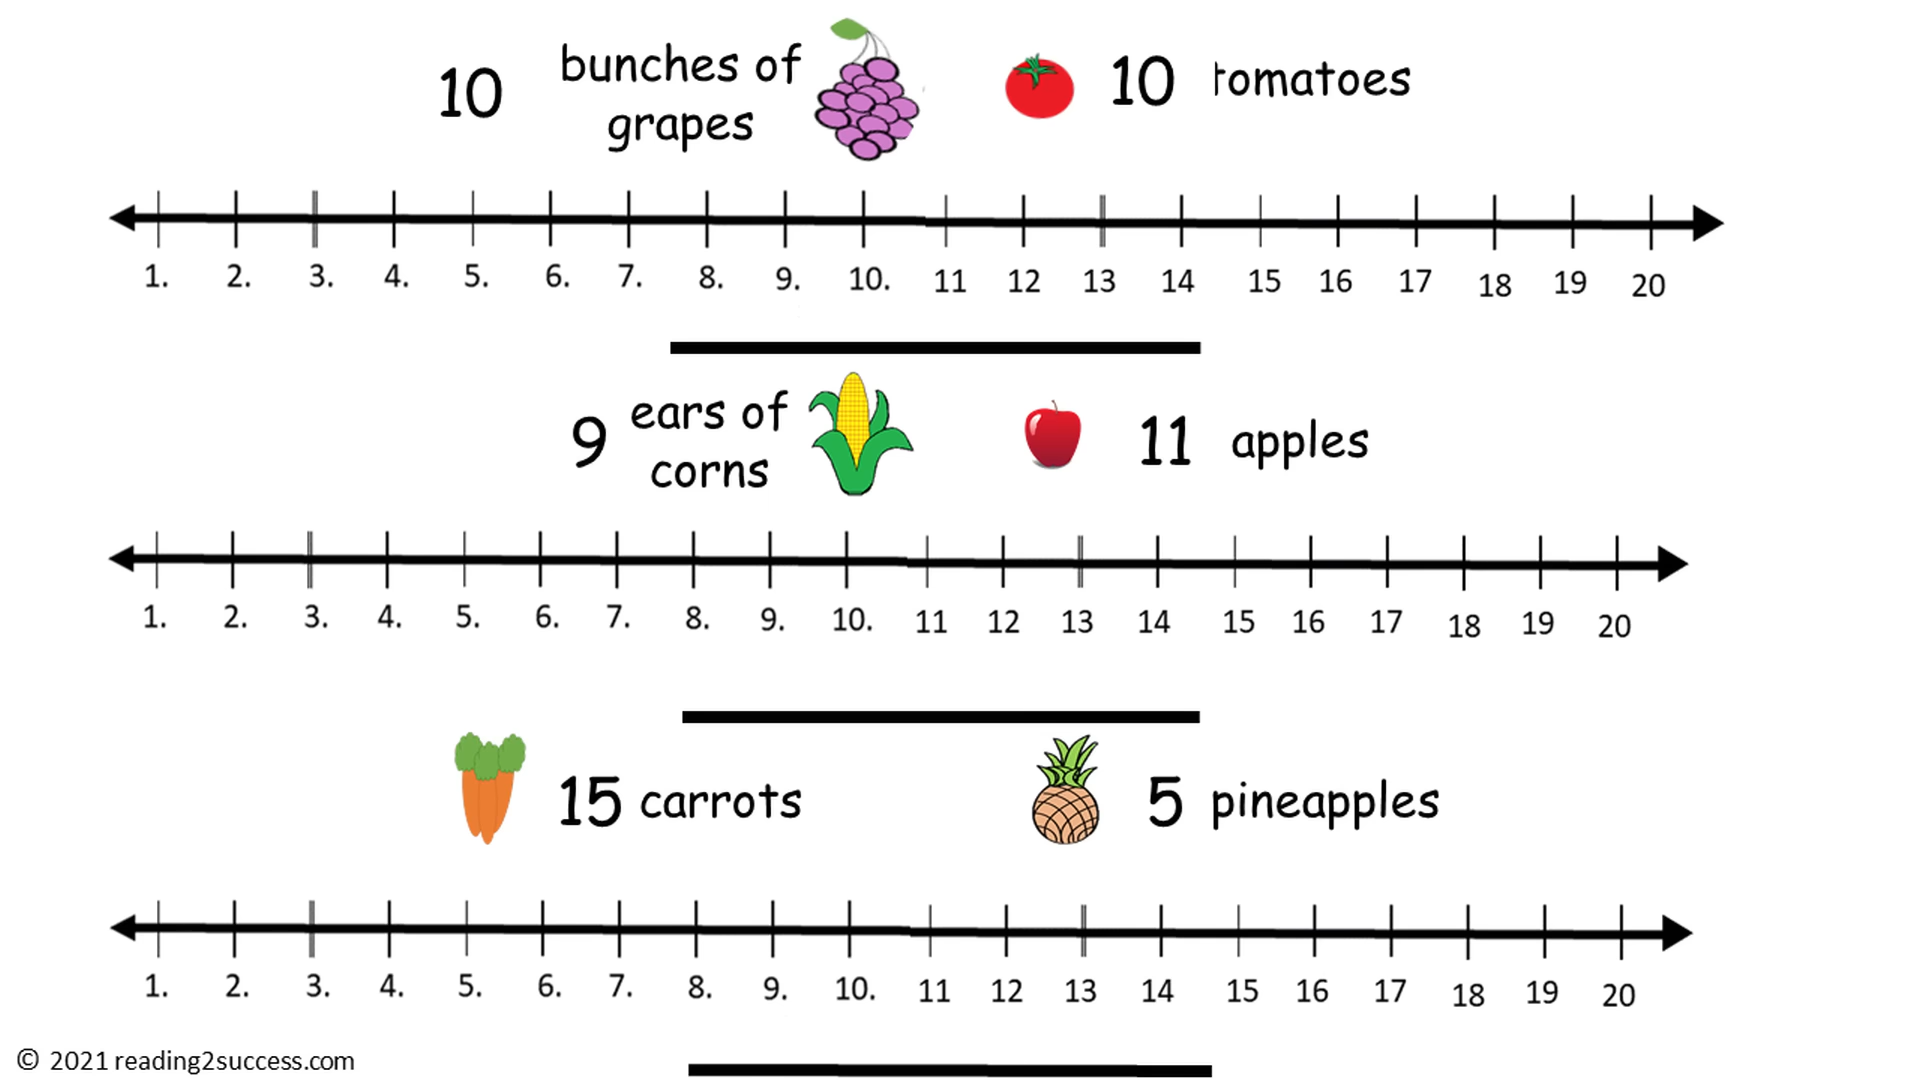 10 bunches of grapes 10 tomatoes
1. 2. 3. 4. 5. 6. 7. 8. 9. 10. 11 12 13 14 15 16 17 18 19 20
9 ears of corns 11 apples
1. 2. 3. 4. 5. 6. 7. 8. 9. 10. 11 12 13 14 15 16 17 18 19 20
15 carrots 5 pineapples
1. 2. 3. 4. 5. 6. 7. 8. 9. 10. 11 12 13 14 15 16 17 18 19 20
© 2021 reading2success.com